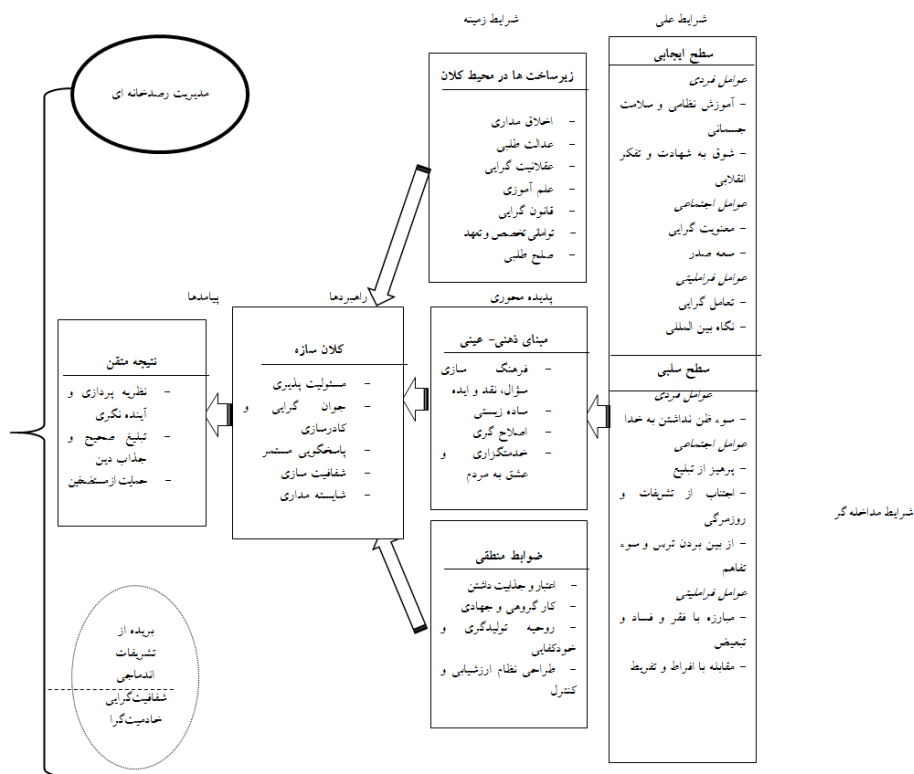 شرایط علی
سطح ایجابی
عوامل فردی
- آموزش نظامی و سلامت
جسمانی
- شوق به شهادت و تفکر
انقلابی
عوامل اجتماعی
- معنویت گرایی
- سعه صدر
عوامل فراملیتی
- تعامل گرایی
- نگاه بین المللی
سطح سلبی
عوامل فردی
- سوء ظن نداشتن به خدا
عوامل اجتماعی
- پرهیز از تبلیغ
- اجتناب از تشریفات و
روزمرگی
- از بین بردن ترس و سوء
تفاهم
عوامل فراملیتی
- مبارزه با فقر و فساد و
تبعیض
- مقابله با افراط و تفریط
شرایط مداخله گر
شرایط زمینه
زیرساخت ها در محیط کلان
- اخلاق مداری
- عدالت طلبی
- عقلانیت گرایی
- علم آموزی
- قانون گرایی
- توامانی تخصص و تعهد
- صلح طلبی
پدیده محوری
مبنای ذهنی- عینی
- فرهنگ سازی
سؤال، نقد و ایده
- ساده زیستی
- اصلاح گری
- خدمتگزاری و
عشق به مردم
ضوابط منطقی
- اعتبار و جذابیت داشتن
- کار گروهی و جهادی
- روحیه تولیدگری و
خودکفایی
- طراحی نظام ارزشیابی و
کنترل
راهبردها
کلان سازه
- مسئولیت پذیری
- جوان گرایی و
کادرسازی
- پاسخگویی مستمر
- شفافیت سازی
- شایسته مداری
پیامدها
نتیجه متقن
- نظریه پردازی و
آینده نگری
- تبلیغ صحیح و
جذاب دین
- حمایت از مستضعفین
مدیریت رصدخانه ای
بریده از
تشریفات
اندماجی
شفافیت‌گرایی
خادمیت‌گرا